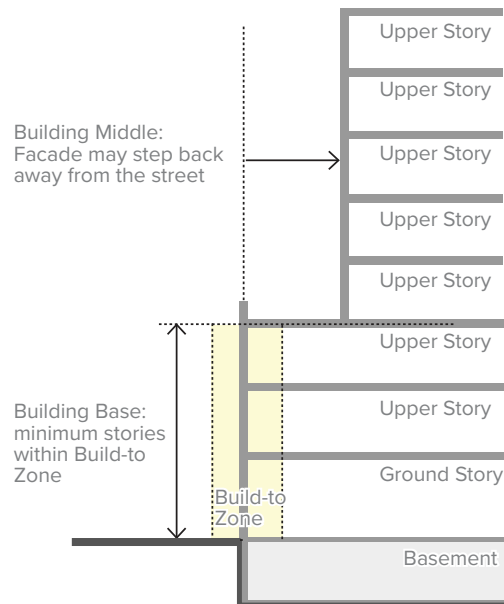 Upper Story
Upper Story
Building Middle:
Facade may step back
away from the street
Upper Story
Upper Story
Upper Story
Upper Story
Building Base:
minimum stories
within Build-to
Zone
Upper Story
Ground Story
Build-to
Zone
Basement